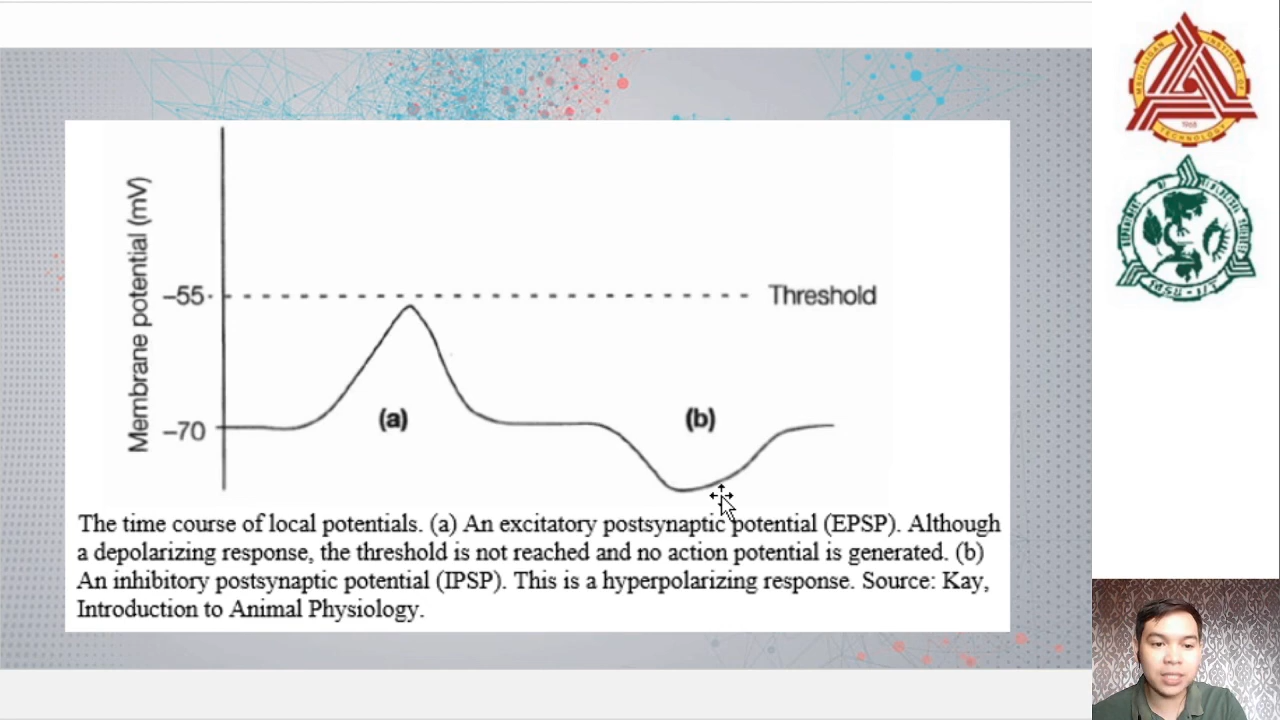 Membrane potential (mV)
–55
Threshold
–70
(a)
(b)
The time course of local potentials. (a) An excitatory postsynaptic potential (EPSP). Although
a depolarizing response, the threshold is not reached and no action potential is generated. (b)
An inhibitory postsynaptic potential (IPSP). This is a hyperpolarizing response. Source: Kay,
Introduction to Animal Physiology.
1968
TECHNOLOGY